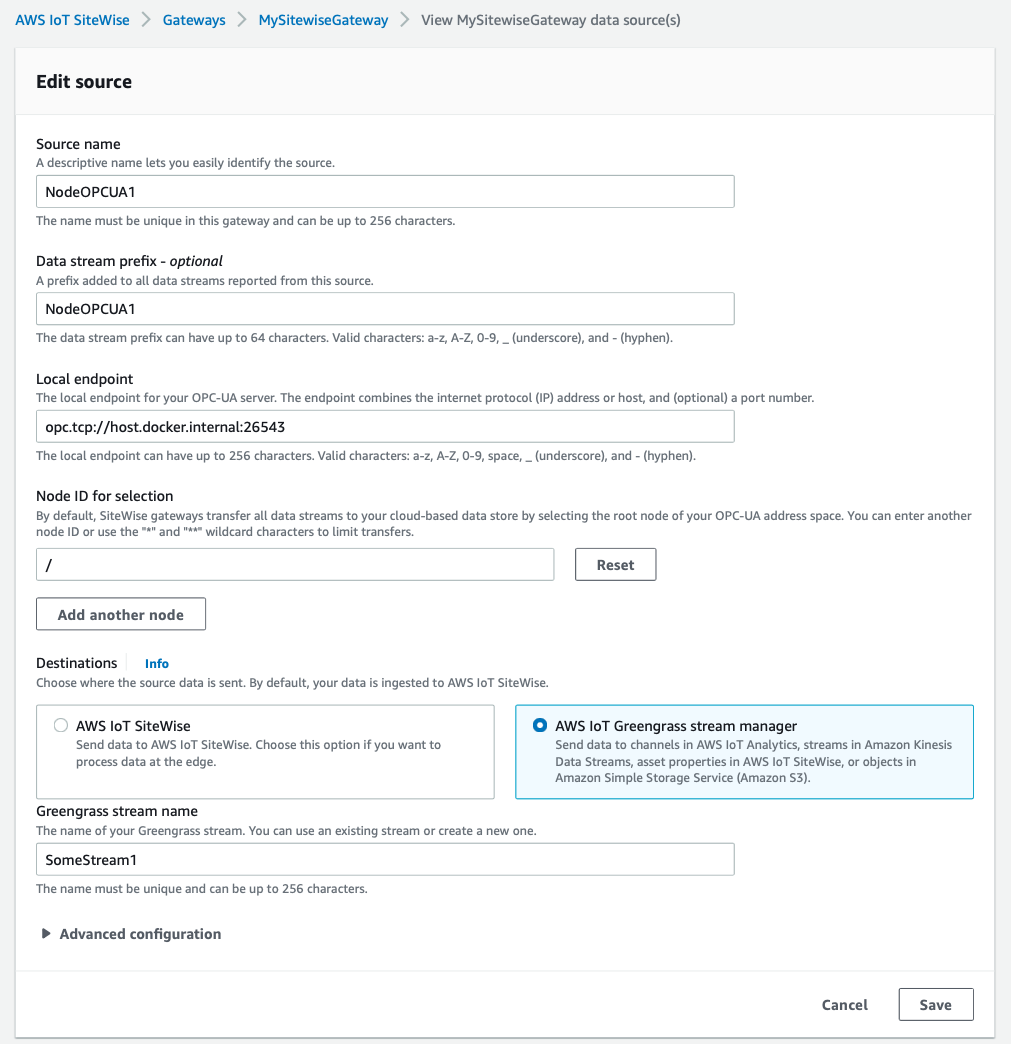 AWS IoT SiteWise > Gateways > MySitewiseGateway > View MySitewiseGateway data source(s)
Edit source
Source name
A descriptive name lets you easily identify the source.
NodeOPCUA1
The name must be unique in this gateway and can be up to 256 characters.
Data stream prefix - optional
A prefix added to all data streams reported from this source.
NodeOPCUA1
The data stream prefix can have up to 64 characters. Valid characters: a-z, A-Z, 0-9, _ (underscore), and - (hyphen).
Local endpoint
The local endpoint for your OPC-UA server. The endpoint combines the internet protocol (IP) address or host, and (optional) a port number.
opc.tcp://host.docker.internal:26543
The local endpoint can have up to 256 characters. Valid characters: a-z, A-Z, 0-9, space, _ (underscore), and - (hyphen).
Node ID for selection
By default, SiteWise gateways transfer all data streams to your cloud-based data store by selecting the root node of your OPC-UA address space. You can enter another
node ID or use the "*" and "**" wildcard characters to limit transfers.
/
Reset
Add another node
Destinations
Info
Choose where the source data is sent. By default, your data is ingested to AWS IoT SiteWise.
AWS IoT SiteWise
Send data to AWS IoT SiteWise. Choose this option if you want to
process data at the edge.
AWS IoT Greengrass stream manager
Send data to channels in AWS IoT Analytics, streams in Amazon Kinesis
Data Streams, asset properties in AWS IoT SiteWise, or objects in
Amazon Simple Storage Service (Amazon S3).
Greengrass stream name
The name of your Greengrass stream. You can use an existing stream or create a new one.
SomeStream1
The name must be unique and can be up to 256 characters.
Advanced configuration
Cancel
Save